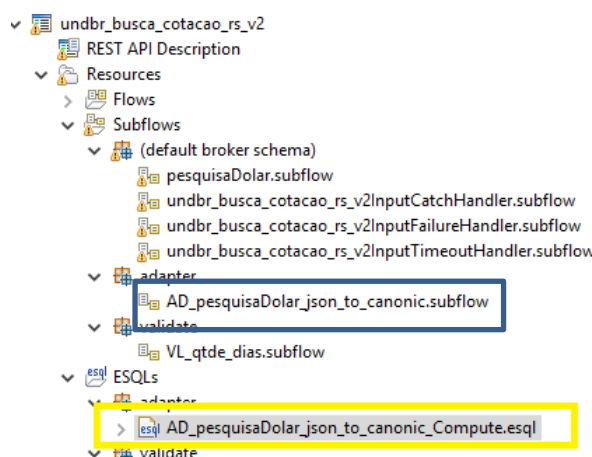 undbr_busca_cotacao_rs_v2
REST API Description
Resources
Flows
Subflows
(default broker schema)
pesquisaDolar.subflow
undbr_busca_cotacao_rs_v2InputCatchHandler.subflow
undbr_busca_cotacao_rs_v2InputFailureHandler.subflow
undbr_busca_cotacao_rs_v2InputTimeoutHandler.subflow
adapter
AD_pesquisaDolar_json_to_canonic.subflow
validate
VL_qtde_dias.subflow
esql ESQLs
adapter
esql AD_pesquisaDolar_json_to_canonic_Compute.esql
validate